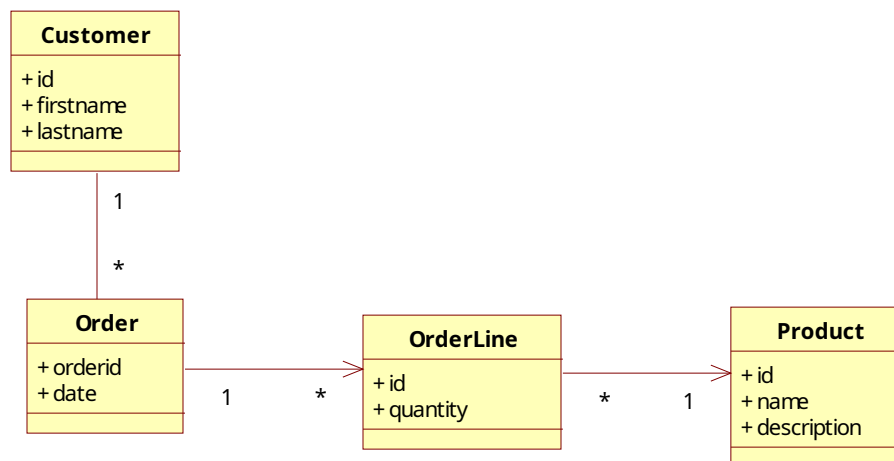 Customer
+ id
+ firstname
+ lastname
1
*
Order
+ orderid
+ date
1
*
OrderLine
+ id
+ quantity
*
1
Product
+ id
+ name
+ description